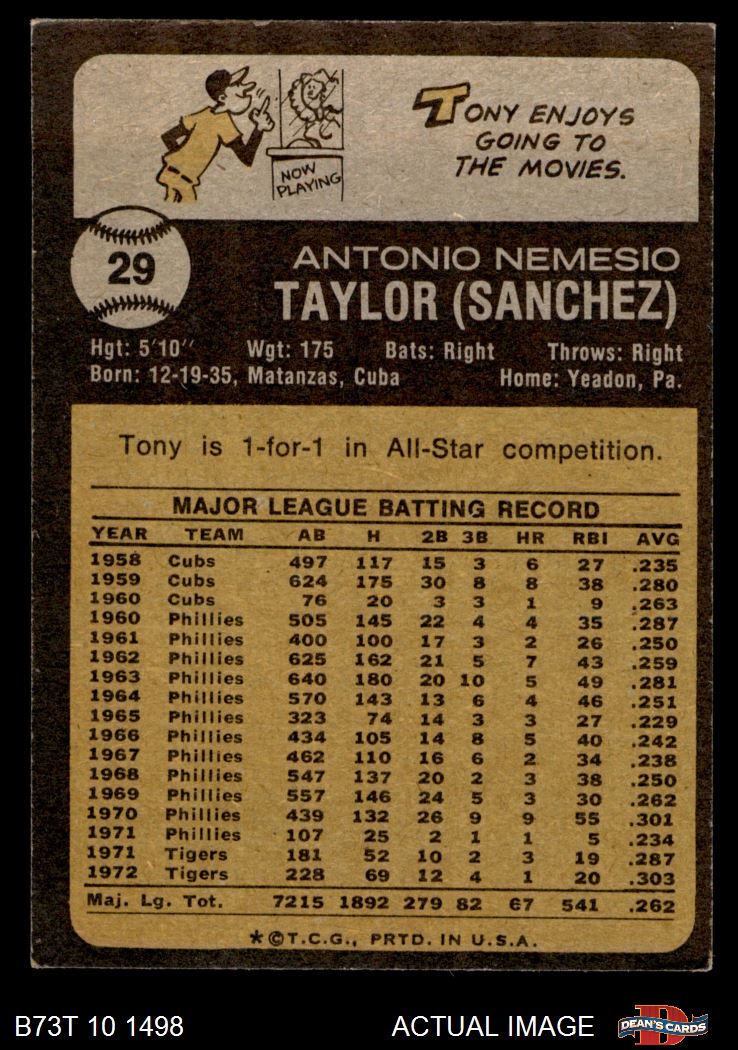 TONY ENJOYS
GOING TO
THE MOVIES.
NOW
PLAYING
29
ANTONIO NEMESIO
TAYLOR (SANCHEZ)
Hgt: 5'10" Wgt: 175 Bats: Right Throws: Right
Born: 12-19-35, Matanzas, Cuba Home: Yeadon, Pa.
Tony is 1-for-1 in All-Star competition.
MAJOR LEAGUE BATTING RECORD
YEAR TEAM AB H 2B 3B HR RBI AVG
1958 Cubs 497 117 15 3 6 27 .235
1959 Cubs 624 175 30 8 8 38 .280
1960 Cubs 76 20 3 3 1 9 .263
1960 Phillies 505 145 22 4 4 35 .287
1961 Phillies 400 100 17 3 2 26 .250
1962 Phillies 625 162 21 5 7 43 .259
1963 Phillies 640 180 20 10 5 49 .281
1964 Phillies 570 143 13 6 4 46 .251
1965 Phillies 323 74 14 3 3 27 .229
1966 Phillies 434 105 14 8 5 40 .242
1967 Phillies 462 110 16 6 2 34 .238
1968 Phillies 547 137 20 2 3 38 .250
1969 Phillies 557 146 24 5 3 30 .262
1970 Phillies 439 132 26 9 9 55 .301
1971 Phillies 107 25 2 1 1 5 .234
1971 Tigers 181 52 10 2 3 19 .287
1972 Tigers 228 69 12 4 1 20 .303
Maj. Lg. Tot. 7215 1892 279 82 67 541 .262
*©T.C.G., PRTD. IN U.S.A.
B73T 10 1498 ACTUAL IMAGE
D
DEAN'S CARDS